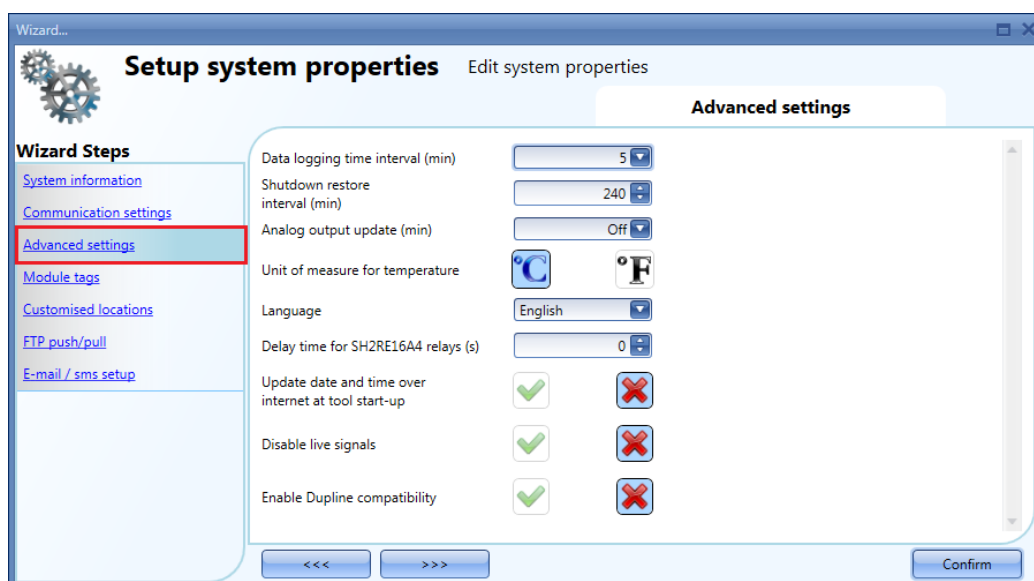 Wizard...
Setup system properties Edit system properties
Advanced settings
Wizard Steps
System information
Communication settings
Advanced settings
Module tags
Customised locations
FTP push/pull
E-mail / sms setup
Data logging time interval (min) 5
Shutdown restore
interval (min) 240
Analog output update (min) Off
Unit of measure for temperature °C °F
Language English
Delay time for SH2RE16A4 relays (s) 0
Update date and time over
internet at tool start-up
Disable live signals
Enable Dupline compatibility
<<< >>> Confirm